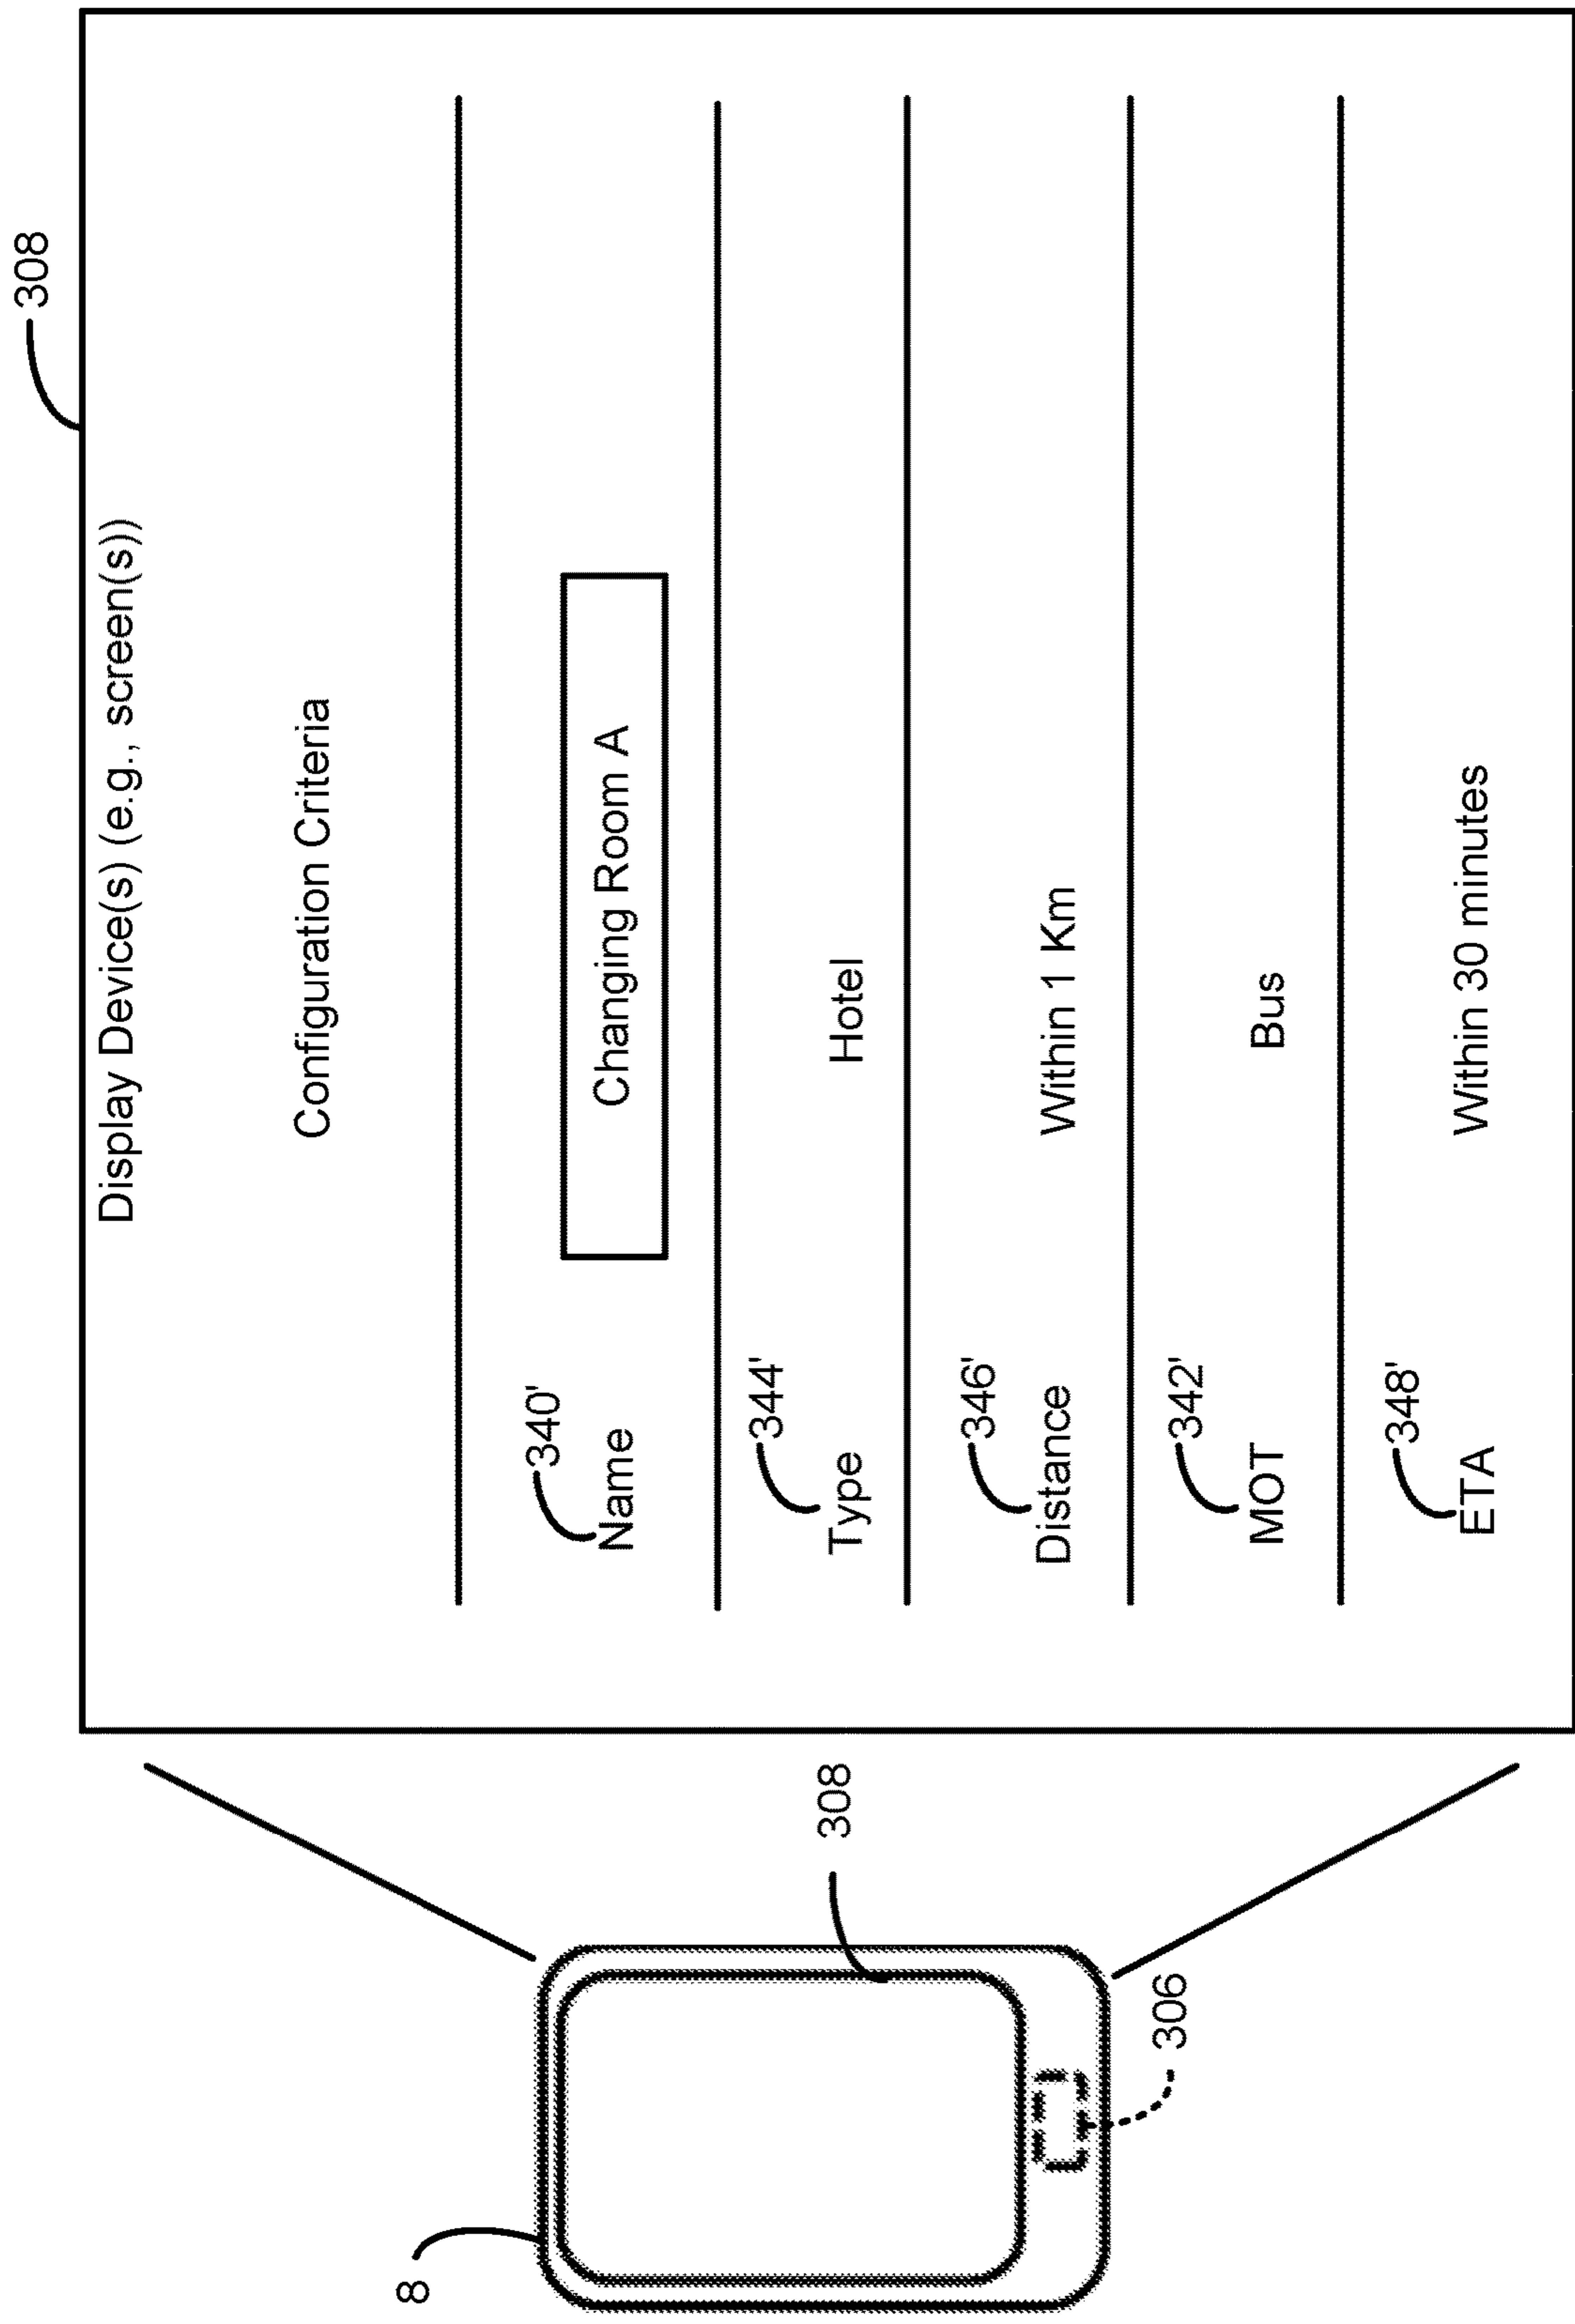 308
Display Device(s) (e.g., screen(s))
Configuration Criteria
340'
Name
Changing Room A
344'
Type
Hotel
346'
Distance
Within 1 Km
342'
MOT
Bus
348'
ETA
Within 30 minutes
8
308
306